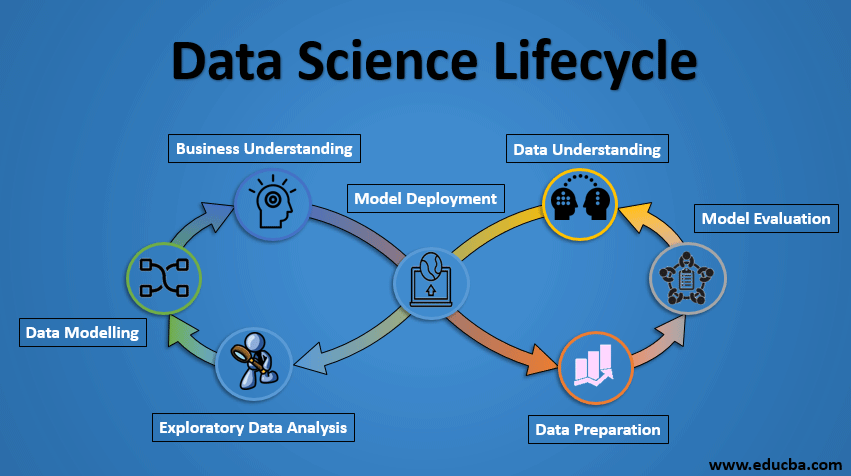 Data Science Lifecycle
Business Understanding
Data Understanding
Model Deployment
Model Evaluation
Data Modelling
Exploratory Data Analysis
Data Preparation
www.educba.com